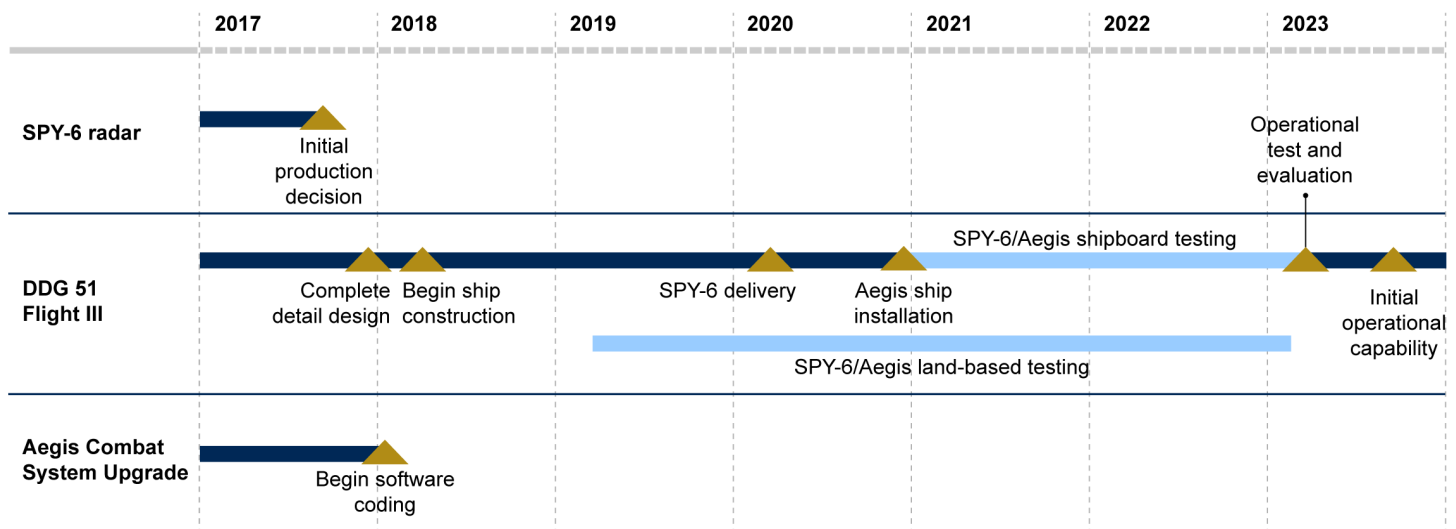 2017
2018
2019
2020
2021
2022
2023
SPY-6 radar
Initial
production
decision
Operational
test and
evaluation
DDG 51
Flight III
SPY-6/Aegis shipboard testing
Complete
detail design
Begin ship
construction
SPY-6 delivery
Aegis ship
installation
Initial
operational
capability
SPY-6/Aegis land-based testing
Aegis Combat
System Upgrade
Begin software
coding